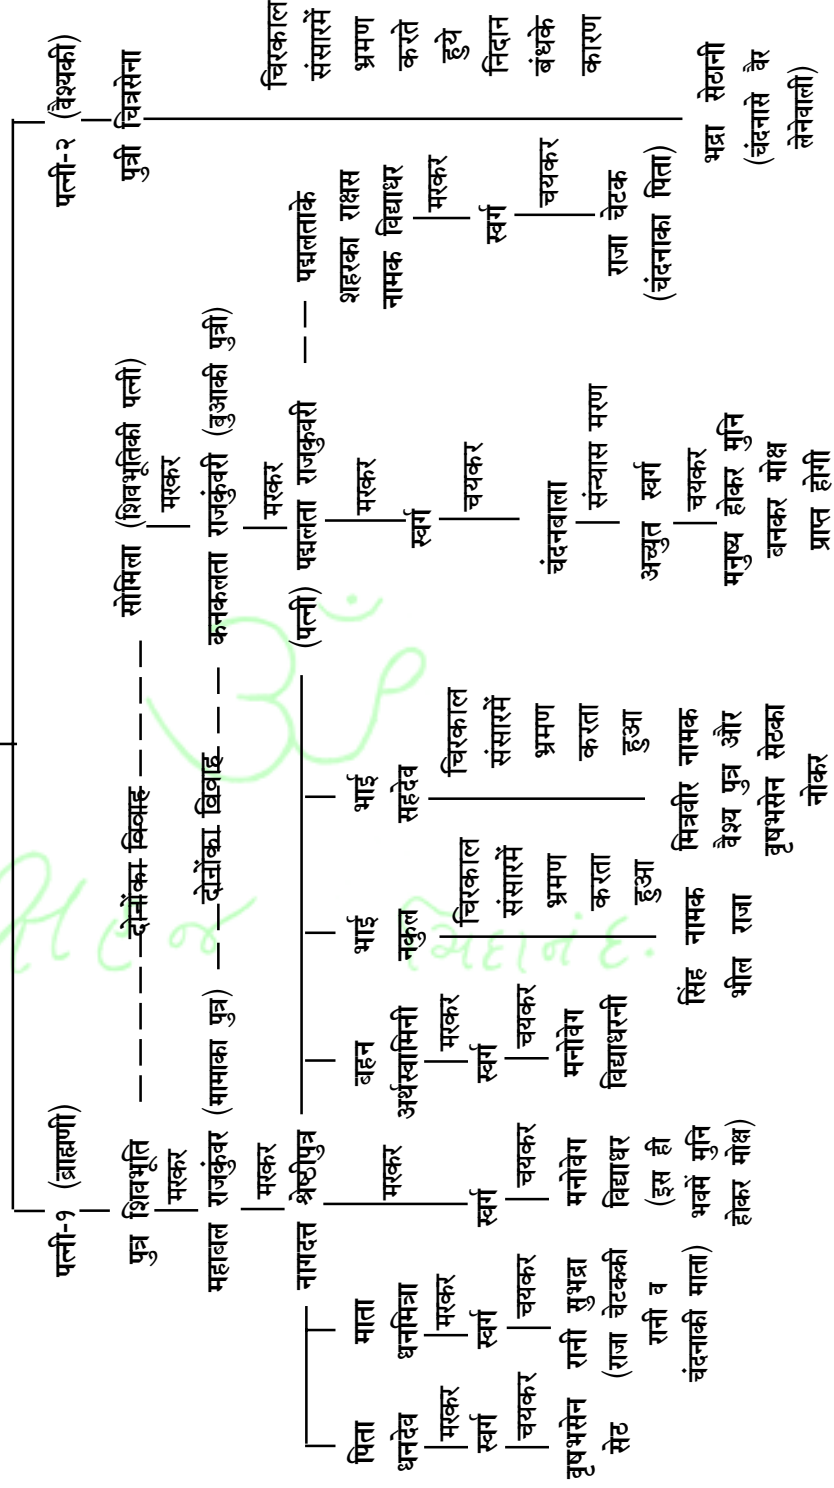 पत्नी-१ (ब्राह्मणी)
पत्नी-२ (वैश्यकी)
पुत्र शिवभूति
दोनोंका विवाह
सोमिला (शिवभूतिकी पत्नी)
पुत्री चित्रसेना
मरकर
मरकर
महाबल राजकुंवर (मामाका पुत्र)
दोनोंका विवाह
कनकलता राजकुंवरी (बुआकी पुत्री)
मरकर
मरकर
नागदत्त श्रेष्ठीपुत्र
(पत्नी) पद्मलता राजकुंवरी
पद्मलताके
शहरका राक्षस
नामक विद्याधर
मरकर
स्वर्ग
चयकर
राजा चेटक
(चंदनाका पिता)
चिरकाल
संसारमें
भ्रमण
करते
हुये
निदान
बंधके
कारण
भद्रा सेठानी
(चंदनासे वैर
लेनेवाली)
पिता
धनदेव
मरकर
स्वर्ग
चयकर
वृषभसेन
सेठ
माता
धनमित्रा
मरकर
स्वर्ग
चयकर
रानी सुभद्रा
(राजा चेटककी
रानी व
चंदनाकी माता)
मरकर
स्वर्ग
चयकर
मनोवेग
विद्याधर
(इस ही
भवमें मुनि
होकर मोक्ष)
बहन
अर्थस्वामिनी
मरकर
स्वर्ग
चयकर
मनोवेग
विद्याधरनी
भाई
नकुल
चिरकाल
संसारमें
भ्रमण
करता
हुआ
सिंह नामक
भील राजा
भाई
सहदेव
चिरकाल
संसारमें
भ्रमण
करता
हुआ
मित्रवीर नामक
वैश्य पुत्र और
वृषभसेन सेठका
नोकर
मरकर
स्वर्ग
चयकर
चंदनबाला
संन्यास मरण
अच्युत स्वर्ग
चयकर
मनुष्य होकर मुनि
बनकर मोक्ष
प्राप्त होगी
ॐ